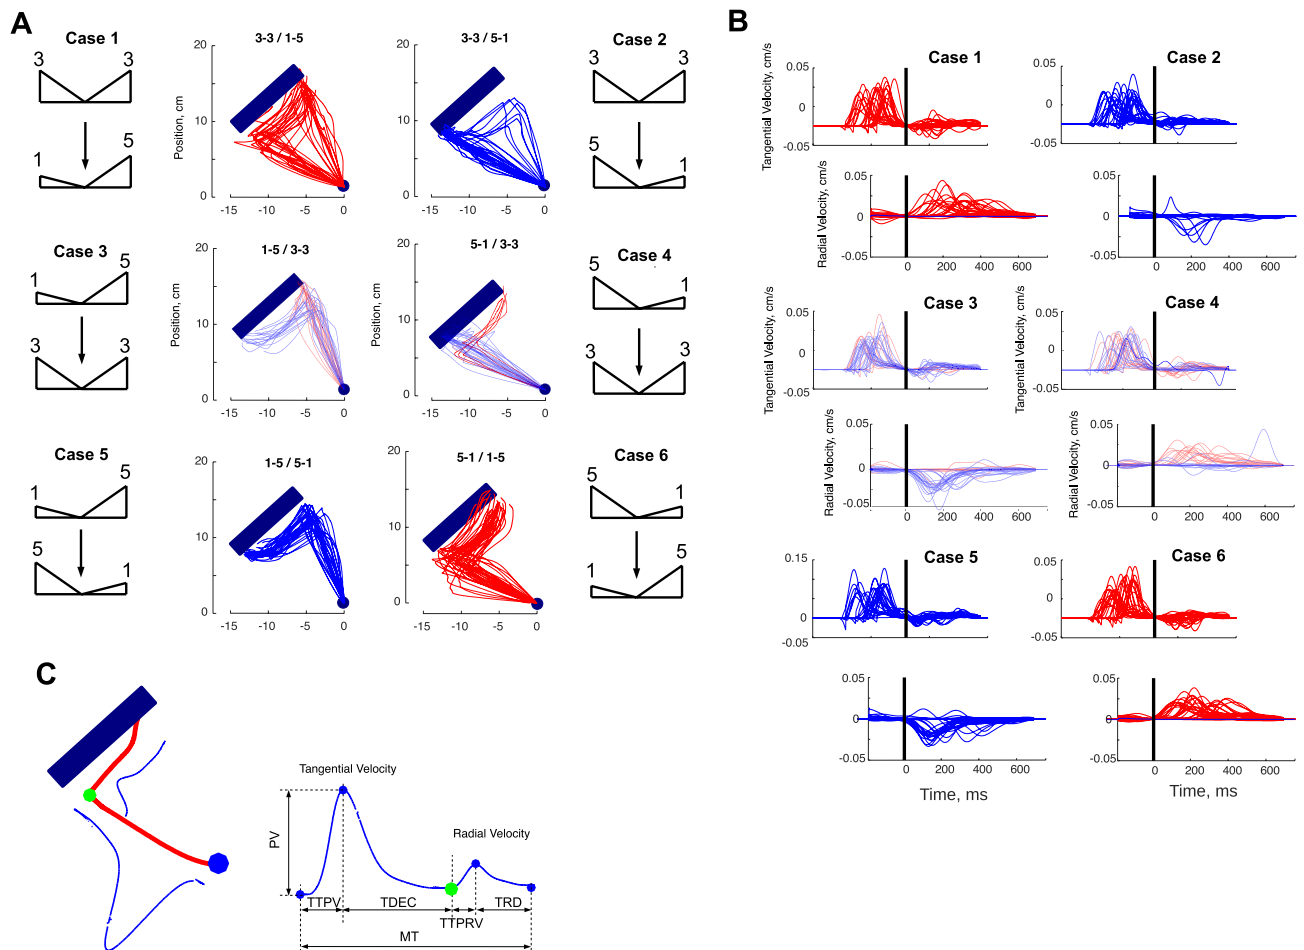 A
Case 1
3-3 / 1-5
3-3 / 5-1
Case 2
3 3
1 5
3 3
5 1
Position, cm
20
10
0
-15 -10 -5 0
Position, cm
20
10
0
-15 -10 -5 0
Case 3
1-5 / 3-3
5-1 / 3-3
Case 4
1 5
3 3
5 1
3 3
Position, cm
20
10
0
-15 -10 -5 0
Position, cm
20
10
0
-15 -10 -5 0
Case 5
1-5 / 5-1
5-1 / 1-5
Case 6
1 5
5 1
5 1
1 5
20
10
0
-15 -10 -5 0
20
10
0
-15 -10 -5 0
B
Case 1
Case 2
Tangential Velocity, cm/s
0.05
0
-0.05
0.05
0
-0.05
Radial Velocity, cm/s
0.05
0
-0.05
0 200 400 600
0.05
0
-0.05
0 200 400 600
Case 3
Case 4
Tangential Velocity, cm/s
0.05
0
-0.05
Tangential Velocity, cm/s
0.05
0
-0.05
Radial Velocity, cm/s
0.05
0
-0.05
0 200 400 600
Radial Velocity, cm/s
0.05
0
-0.05
0 200 400 600
Case 5
Case 6
0.15
0
-0.05
0.05
0
-0.05
0.05
0
-0.05
0 200 400 600
0.05
0
-0.05
0 200 400 600
Time, ms
Time, ms
C
Tangential Velocity
Radial Velocity
PV
TTPV TDEC TTPRV TRD
MT